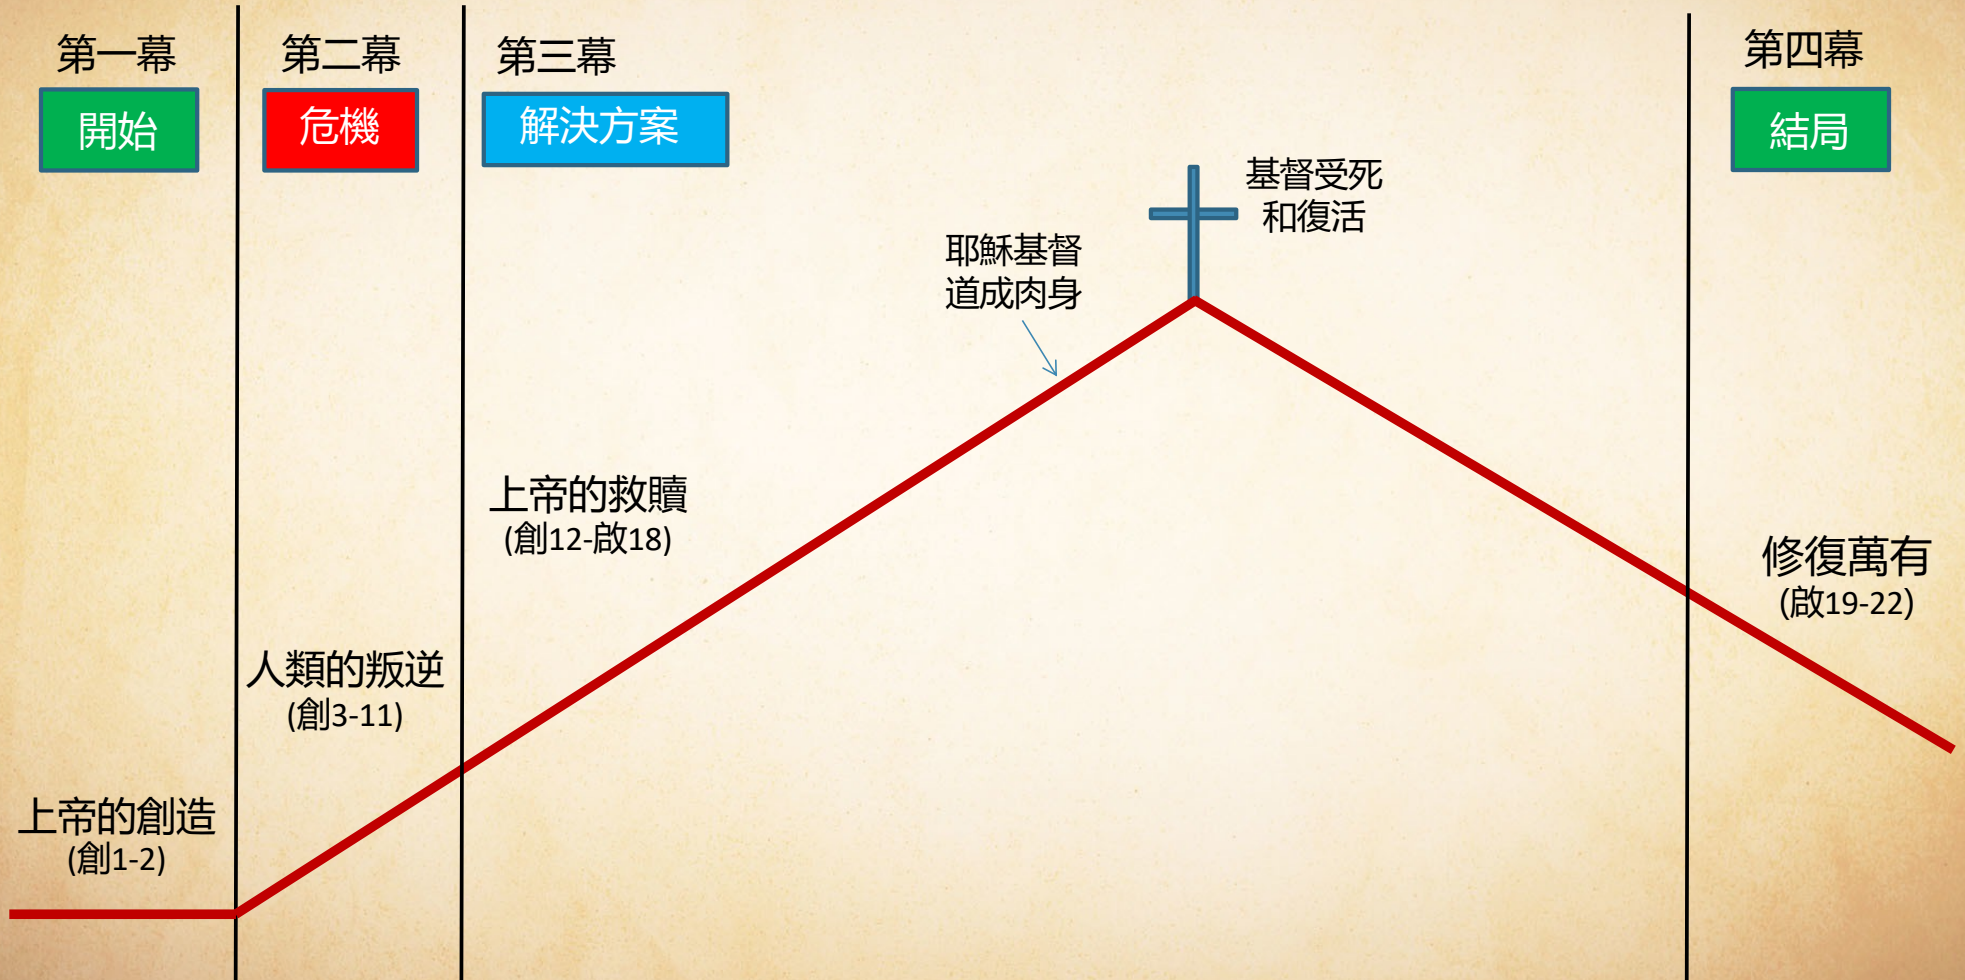 第一幕
開始
第二幕
危機
第三幕
解決方案
第四幕
結局
基督受死
和復活
耶穌基督
道成肉身
上帝的救贖
(創12-啟18)
修復萬有
(啟19-22)
人類的叛逆
(創3-11)
上帝的創造
(創1-2)